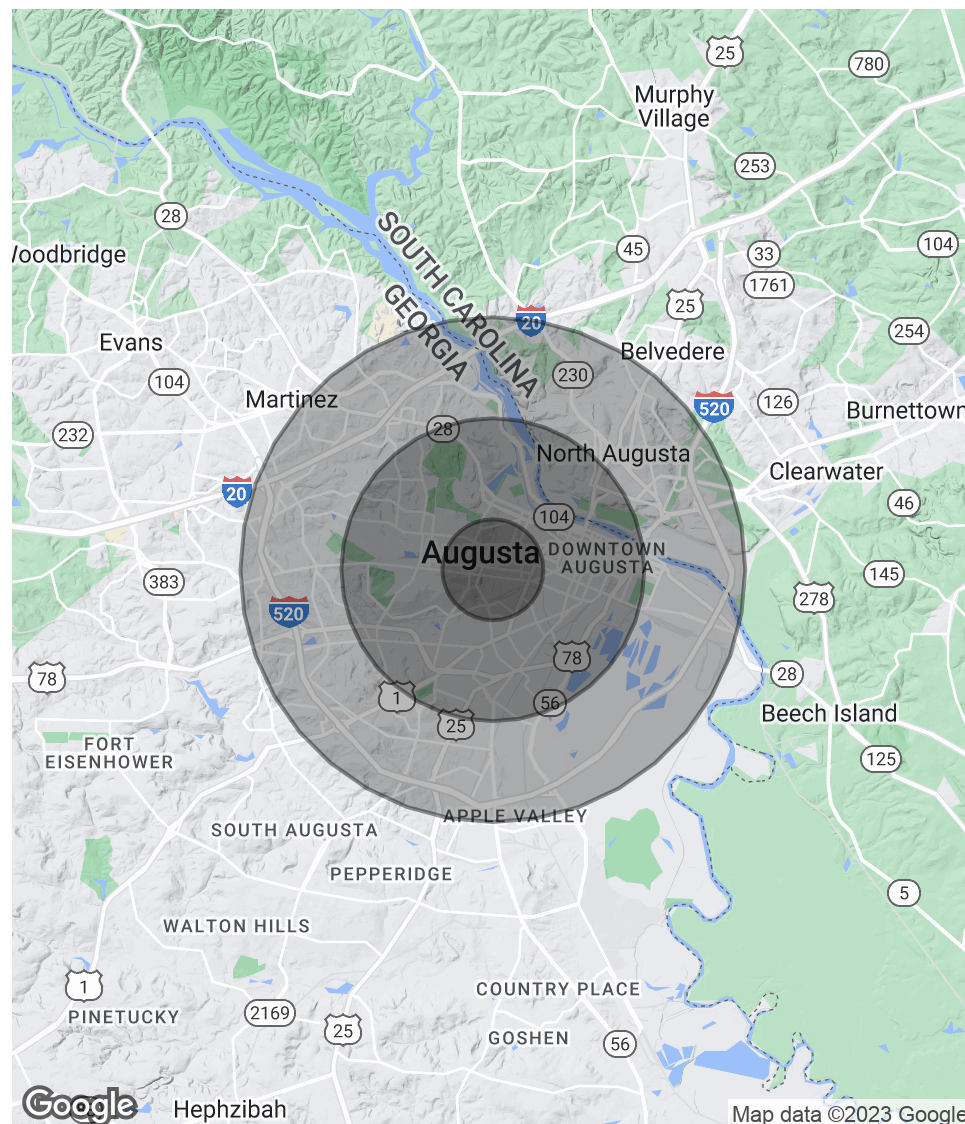 25
780
Murphy
Village
253
28
SOUTH CAROLINA
GEORGIA
45
104
33
Woodbridge
1761
25
20
254
Evans
Belvedere
230
104
Martinez
126
520
Burnettown
28
232
North Augusta
Clearwater
20
46
104
Augusta
DOWNTOWN
AUGUSTA
383
145
278
520
78
78
28
1
56
25
Beech Island
FORT
EISENHOWER
125
APPLE VALLEY
SOUTH AUGUSTA
PEPPERIDGE
5
WALTON HILLS
1
COUNTRY PLACE
PINETUCKY
2169
25
GOSHEN
56
Google
Hephzibah
Map data ©2023 Google